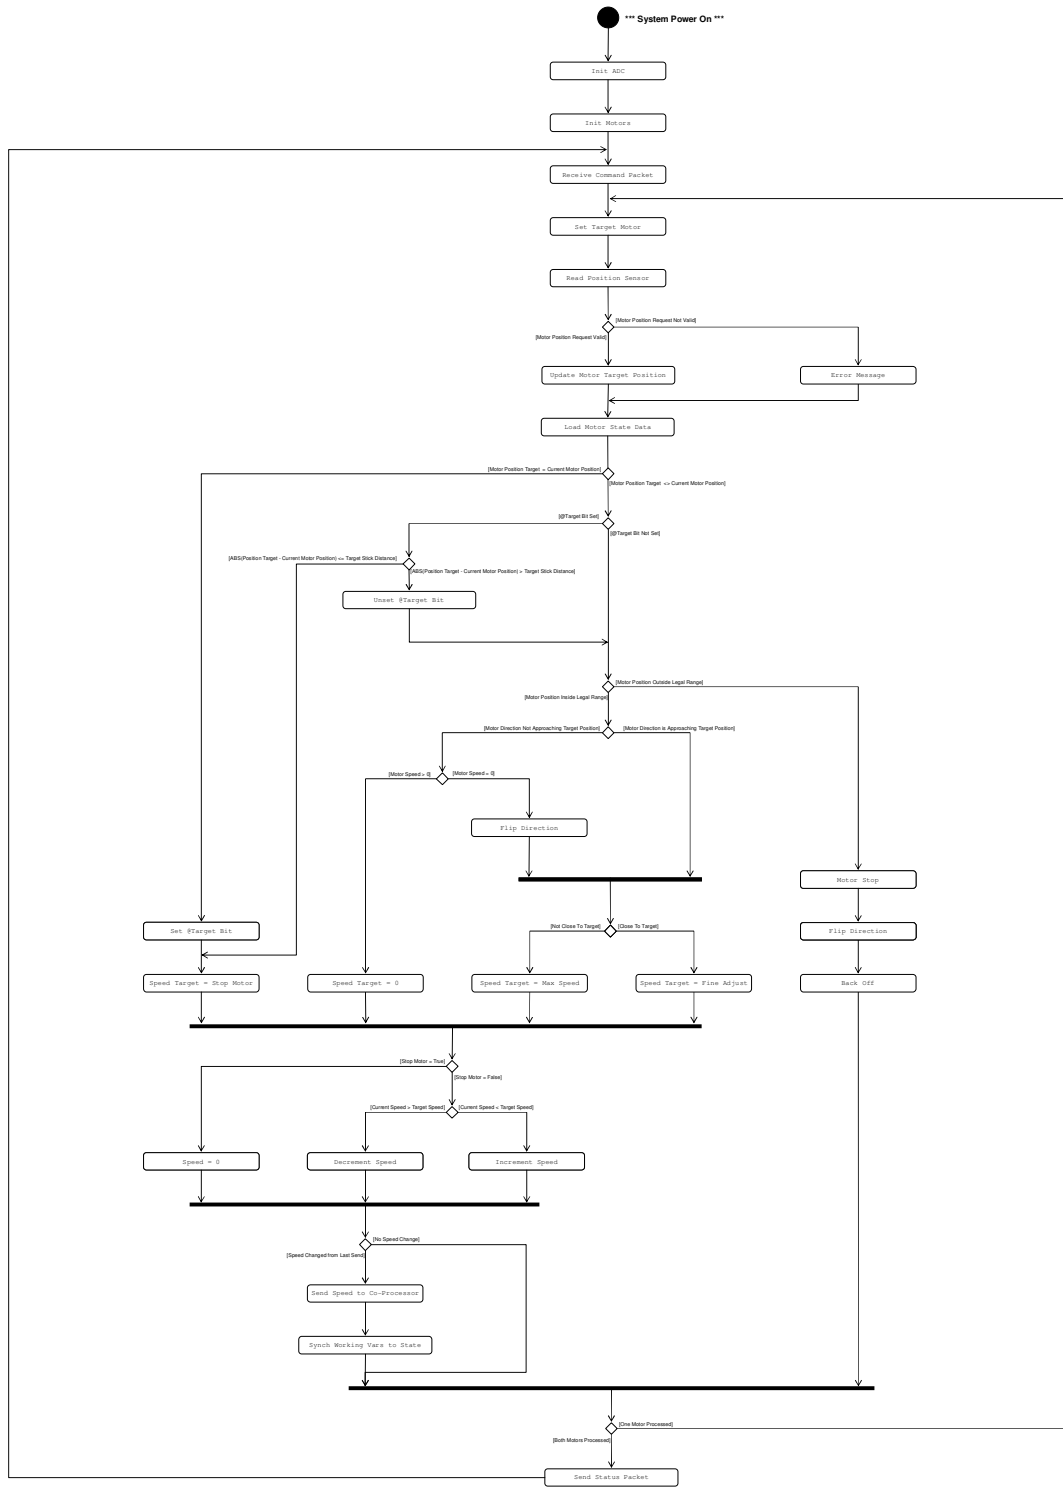 *** System Power On ***
Init ADC
Init Motors
Receive Command Packet
Set Target Motor
Read Position Sensor
[Motor Position Request Not Valid]
[Motor Position Request Valid]
Update Motor Target Position
Error Message
Load Motor State Data
[Motor Position Target = Current Motor Position]
[Motor Position Target <> Current Motor Position]
[@Target Bit Set]
[@Target Bit Not Set]
[ABS(Position Target - Current Motor Position) <= Target Stick Distance]
[ABS(Position Target - Current Motor Position) > Target Stick Distance]
Unset @Target Bit
[Motor Position Outside Legal Range]
[Motor Position Inside Legal Range]
[Motor Direction Not Approaching Target Position]
[Motor Direction is Approaching Target Position]
[Motor Speed > 0]
[Motor Speed = 0]
Flip Direction
Motor Stop
Set @Target Bit
[Not Close To Target]
[Close To Target]
Flip Direction
Speed Target = Stop Motor
Speed Target = 0
Speed Target = Max Speed
Speed Target = Fine Adjust
Back Off
[Stop Motor = True]
[Stop Motor = False]
[Current Speed > Target Speed]
[Current Speed < Target Speed]
Speed = 0
Decrement Speed
Increment Speed
[No Speed Change]
[Speed Changed from Last Send]
Send Speed to Co-Processor
Synch Working Vars to State
[One Motor Processed]
[Both Motors Processed]
Send Status Packet